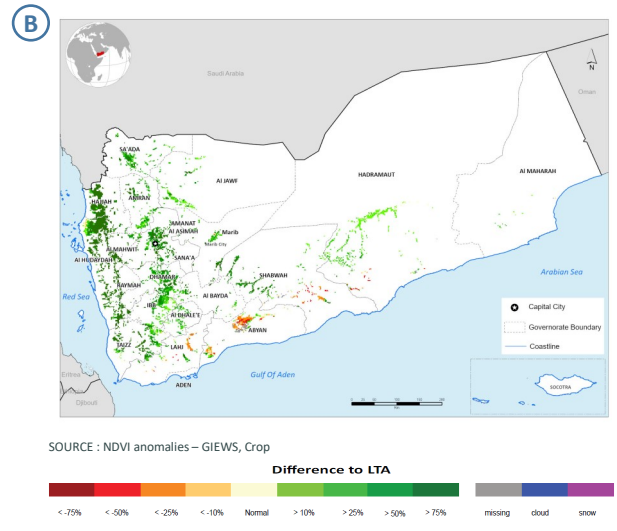 B
N
Saudi Arabia
Oman
SA'ADA
HADRAMAUT
Al MAHARAH
Al JAWF
HAJJAH
AMRAN
AMANAT
Al ASIMAH
Marib
Marib City
Al MAHWIT
Al HUDAYDAH
SANA'A
Arabian Sea
DHAMAR
SHABWAH
RAYMAH
Red Sea
Al BAYDA
IBB
Capital City
Al DHALE'E
Governorate Boundary
ABYAN
Coastline
TAIZZ
LAHJ
Eritrea
Gulf Of Aden
ADEN
SOCOTRA
Djibouti
SOURCE : NDVI anomalies – GIEWS, Crop
Difference to LTA
< -75% < -50% < -25% < -10% Normal > 10% > 25% > 50% > 75% missing cloud snow